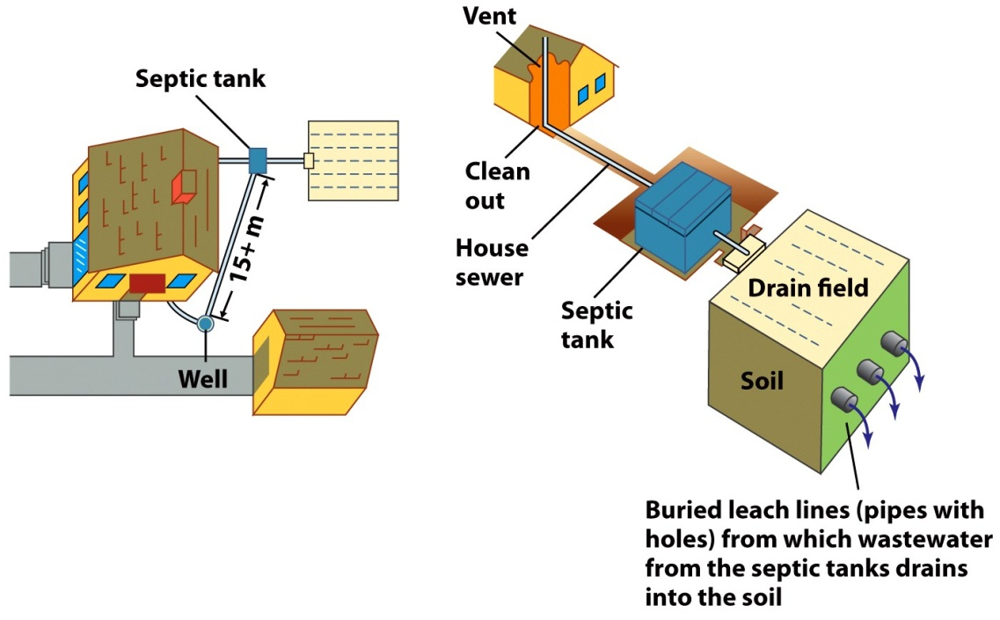 Septic tank
15+ m
Well
Vent
Clean
out
House
sewer
Septic
tank
Drain field
Soil
Buried leach lines (pipes with
holes) from which wastewater
from the septic tanks drains
into the soil